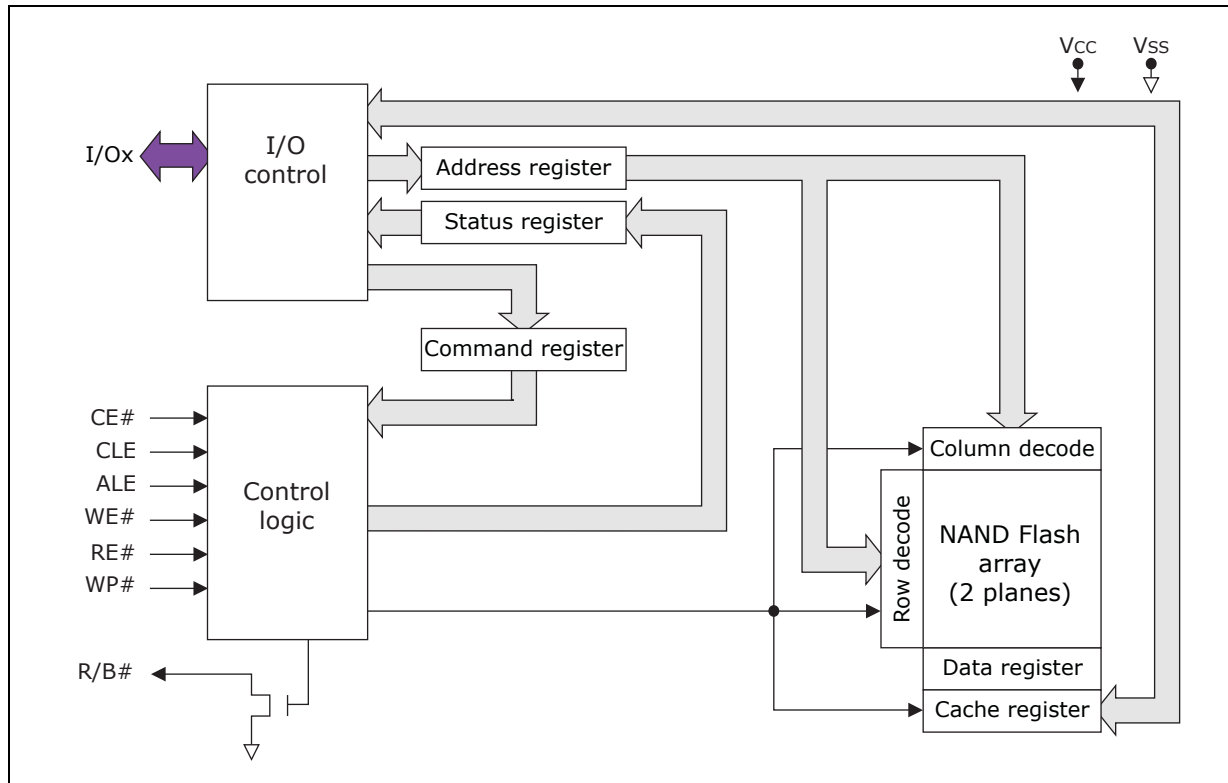 VCC VSS
I/Ox
I/O
control
Address register
Status register
Command register
CE#
CLE
ALE
WE#
RE#
WP#
Control
logic
R/B#
Column decode
Row decode
NAND Flash
array
(2 planes)
Data register
Cache register